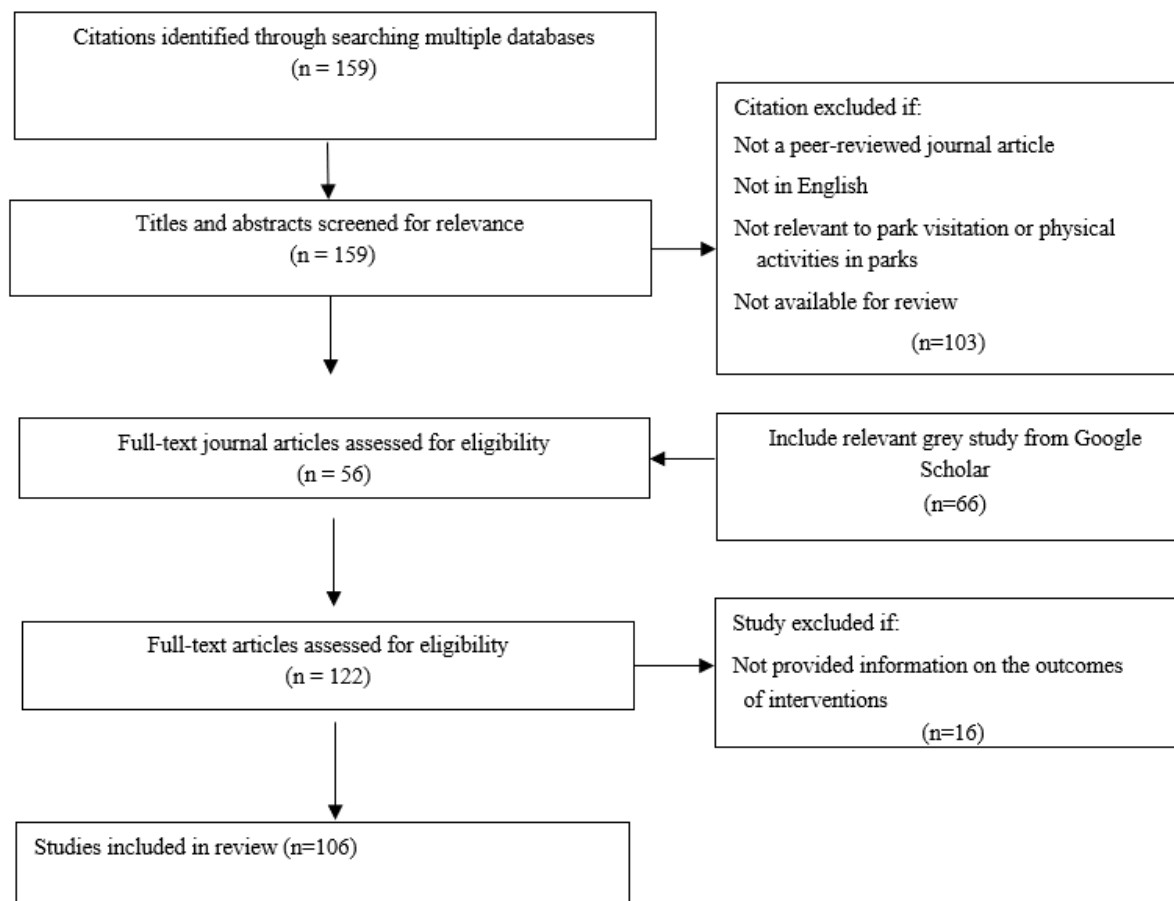 Citations identified through searching multiple databases
(n = 159)
Titles and abstracts screened for relevance
(n = 159)
Citation excluded if:
Not a peer-reviewed journal article
Not in English
Not relevant to park visitation or physical
activities in parks
Not available for review
(n=103)
Full-text journal articles assessed for eligibility
(n = 56)
Include relevant grey study from Google
Scholar
(n=66)
Full-text articles assessed for eligibility
(n = 122)
Study excluded if:
Not provided information on the outcomes
of interventions
(n=16)
Studies included in review (n=106)